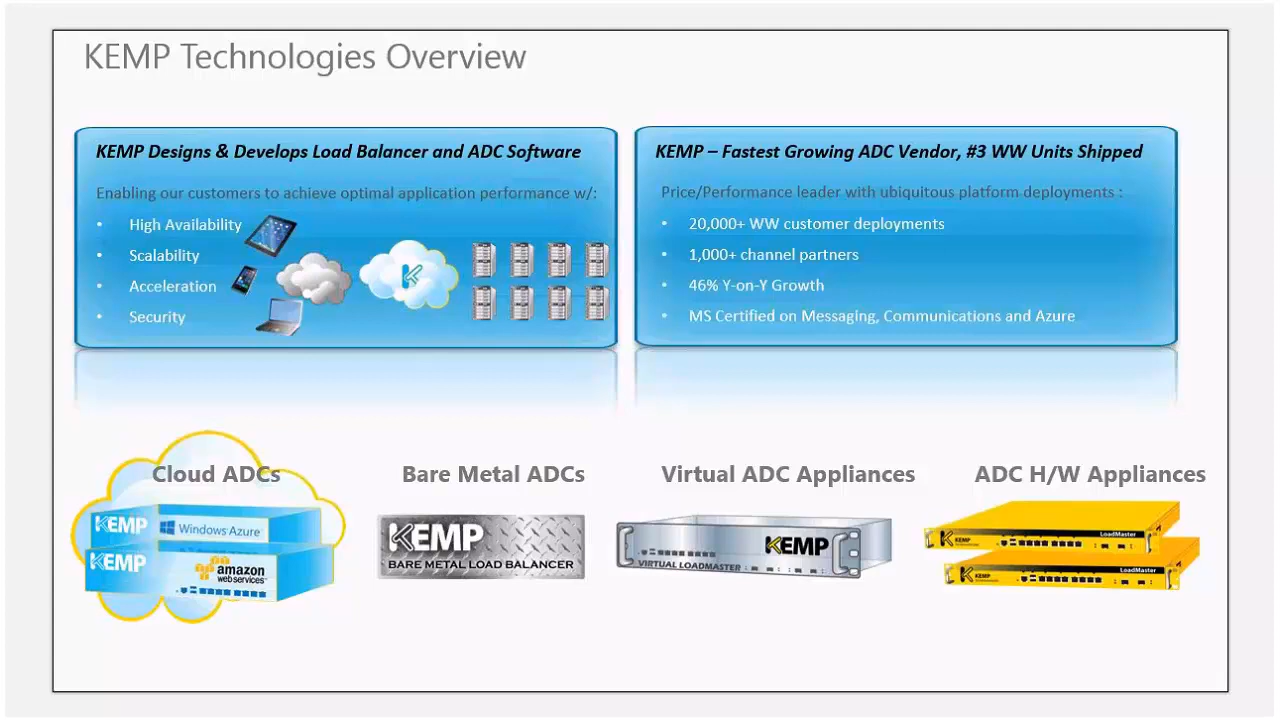 KEMP Technologies Overview
KEMP Designs & Develops Load Balancer and ADC Software
Enabling our customers to achieve optimal application performance w/:
• High Availability
• Scalability
• Acceleration
• Security
KEMP – Fastest Growing ADC Vendor, #3 WW Units Shipped
Price/Performance leader with ubiquitous platform deployments :
• 20,000+ WW customer deployments
• 1,000+ channel partners
• 46% Y-on-Y Growth
• MS Certified on Messaging, Communications and Azure
Cloud ADCs
KEMP Windows Azure
KEMP amazon
web services™
Bare Metal ADCs
KEMP
BARE METAL LOAD BALANCER
Virtual ADC Appliances
KEMP
VIRTUAL LOADMASTER
ADC H/W Appliances
KEMP LoadMaster
KEMP LoadMaster